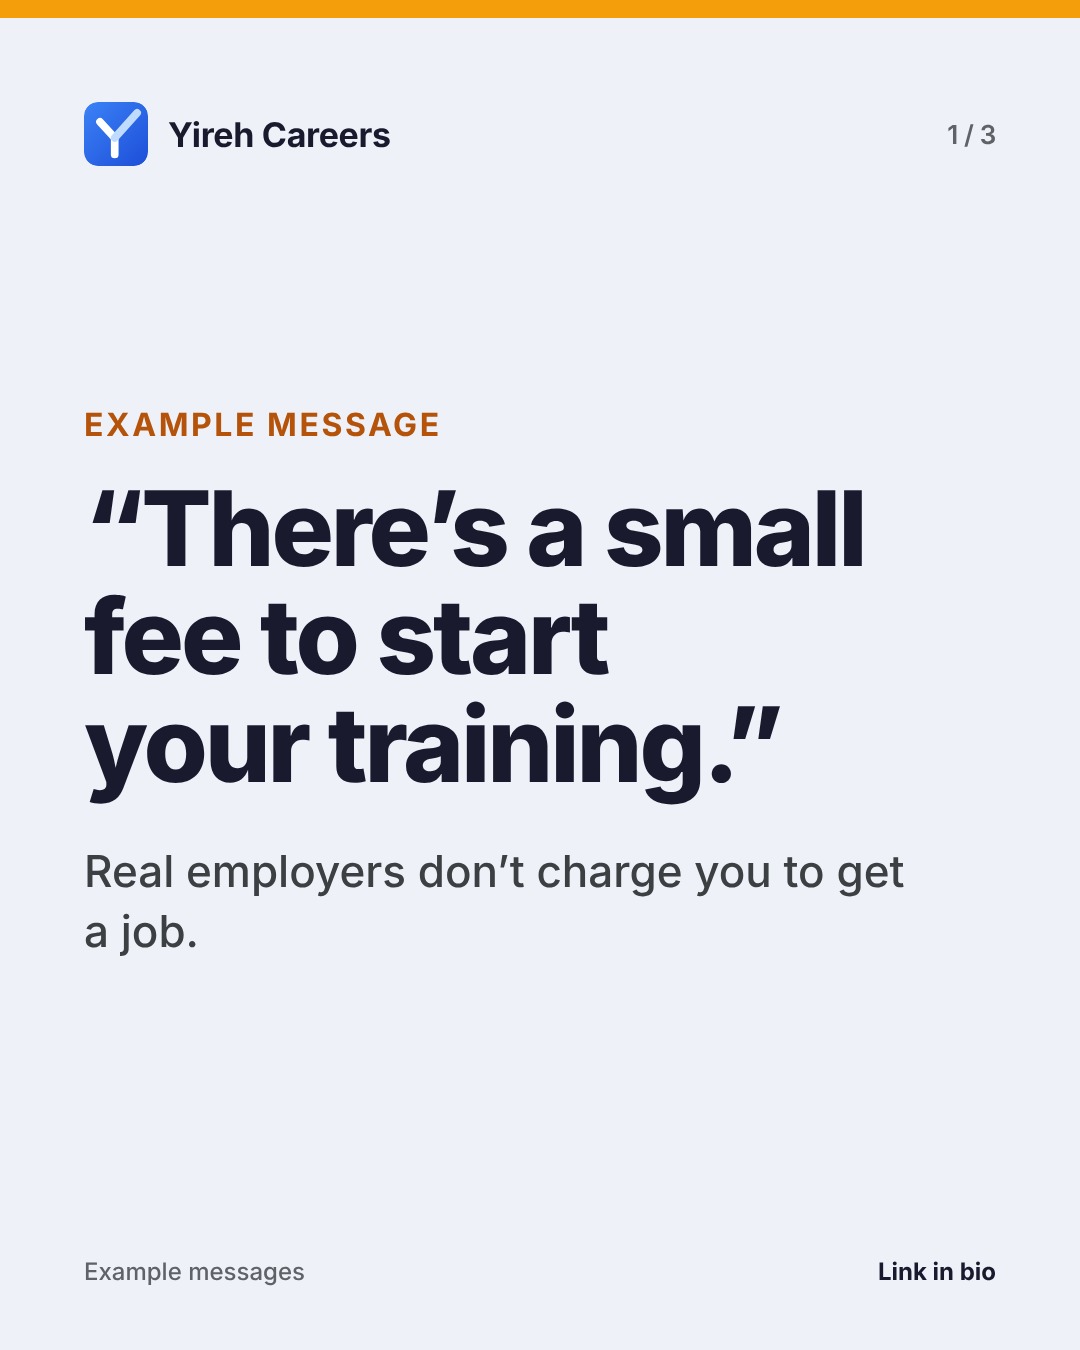 Yireh Careers
1 / 3
EXAMPLE MESSAGE
“There’s a small
fee to start
your training.”
Real employers don’t charge you to get
a job.
Example messages
Link in bio